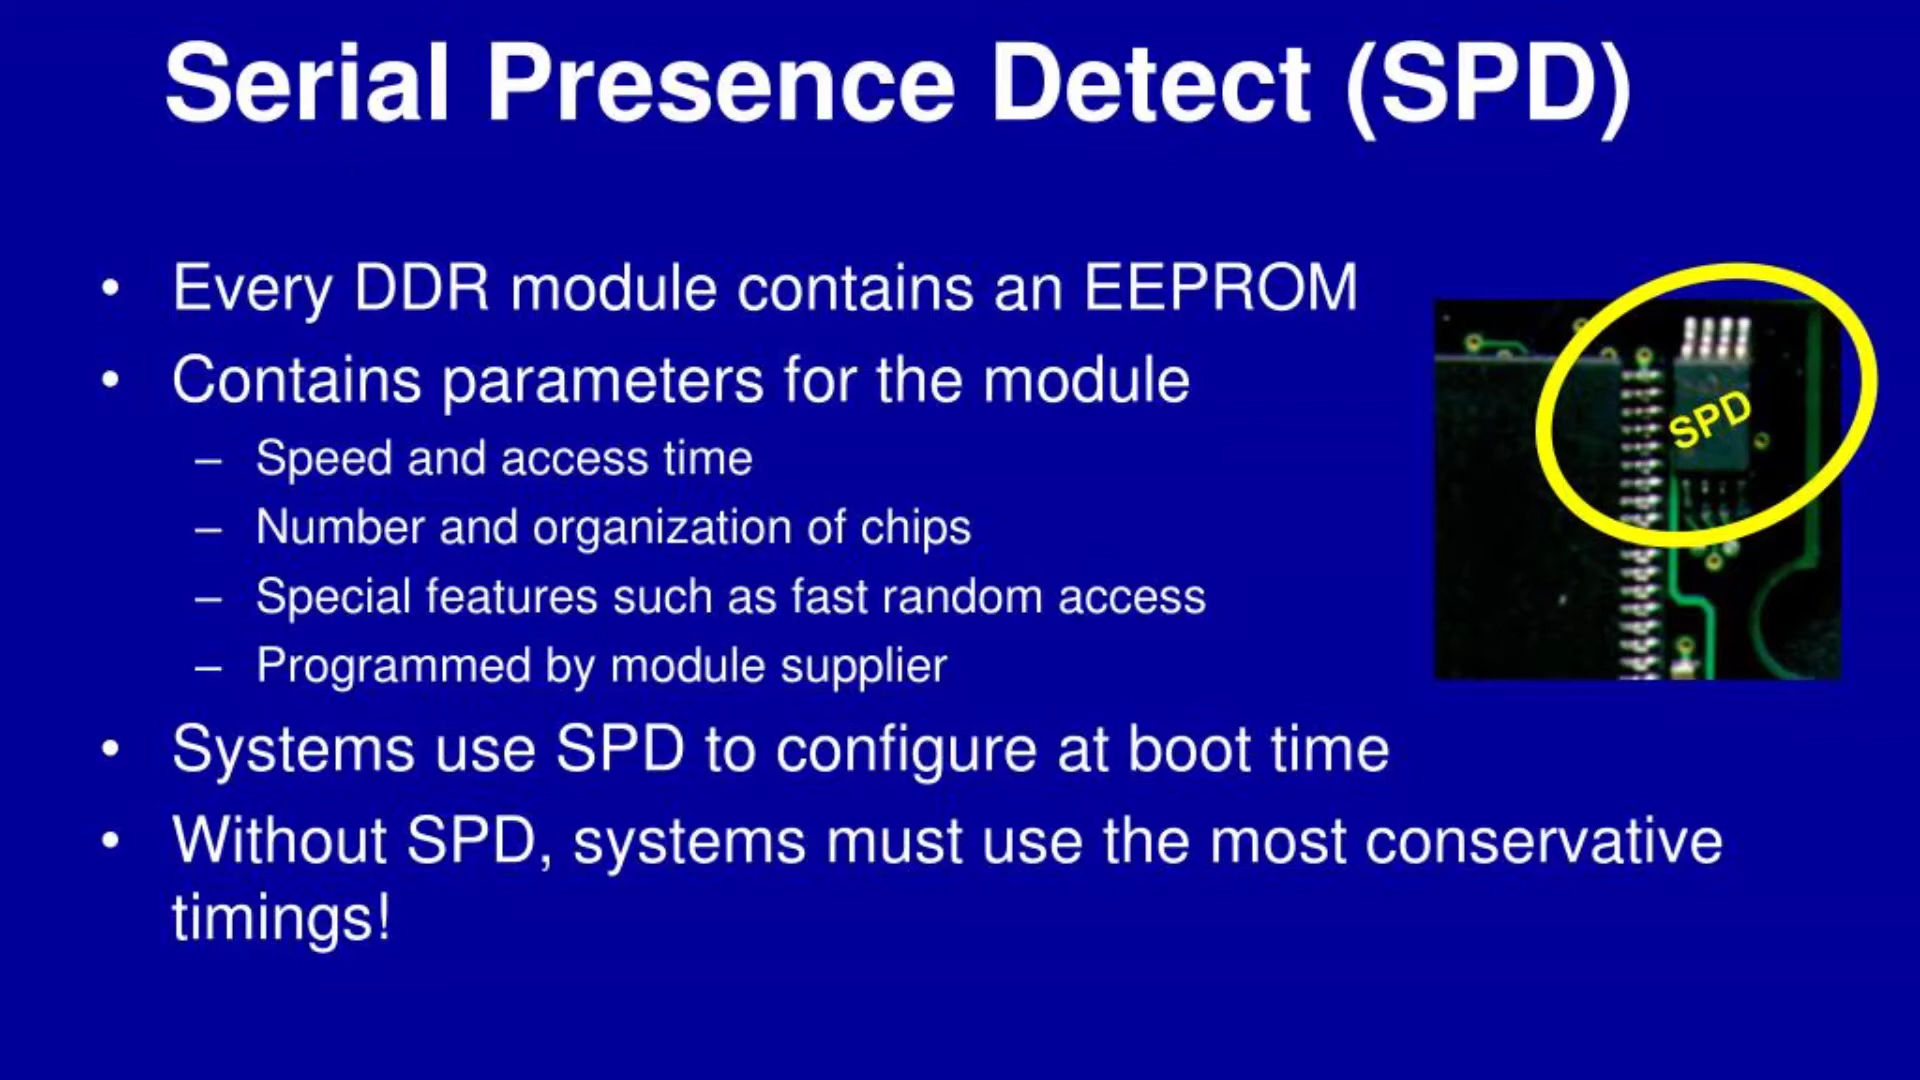 Serial Presence Detect (SPD)
• Every DDR module contains an EEPROM
• Contains parameters for the module
– Speed and access time
– Number and organization of chips
– Special features such as fast random access
– Programmed by module supplier
SPD
• Systems use SPD to configure at boot time
• Without SPD, systems must use the most conservative
timings!